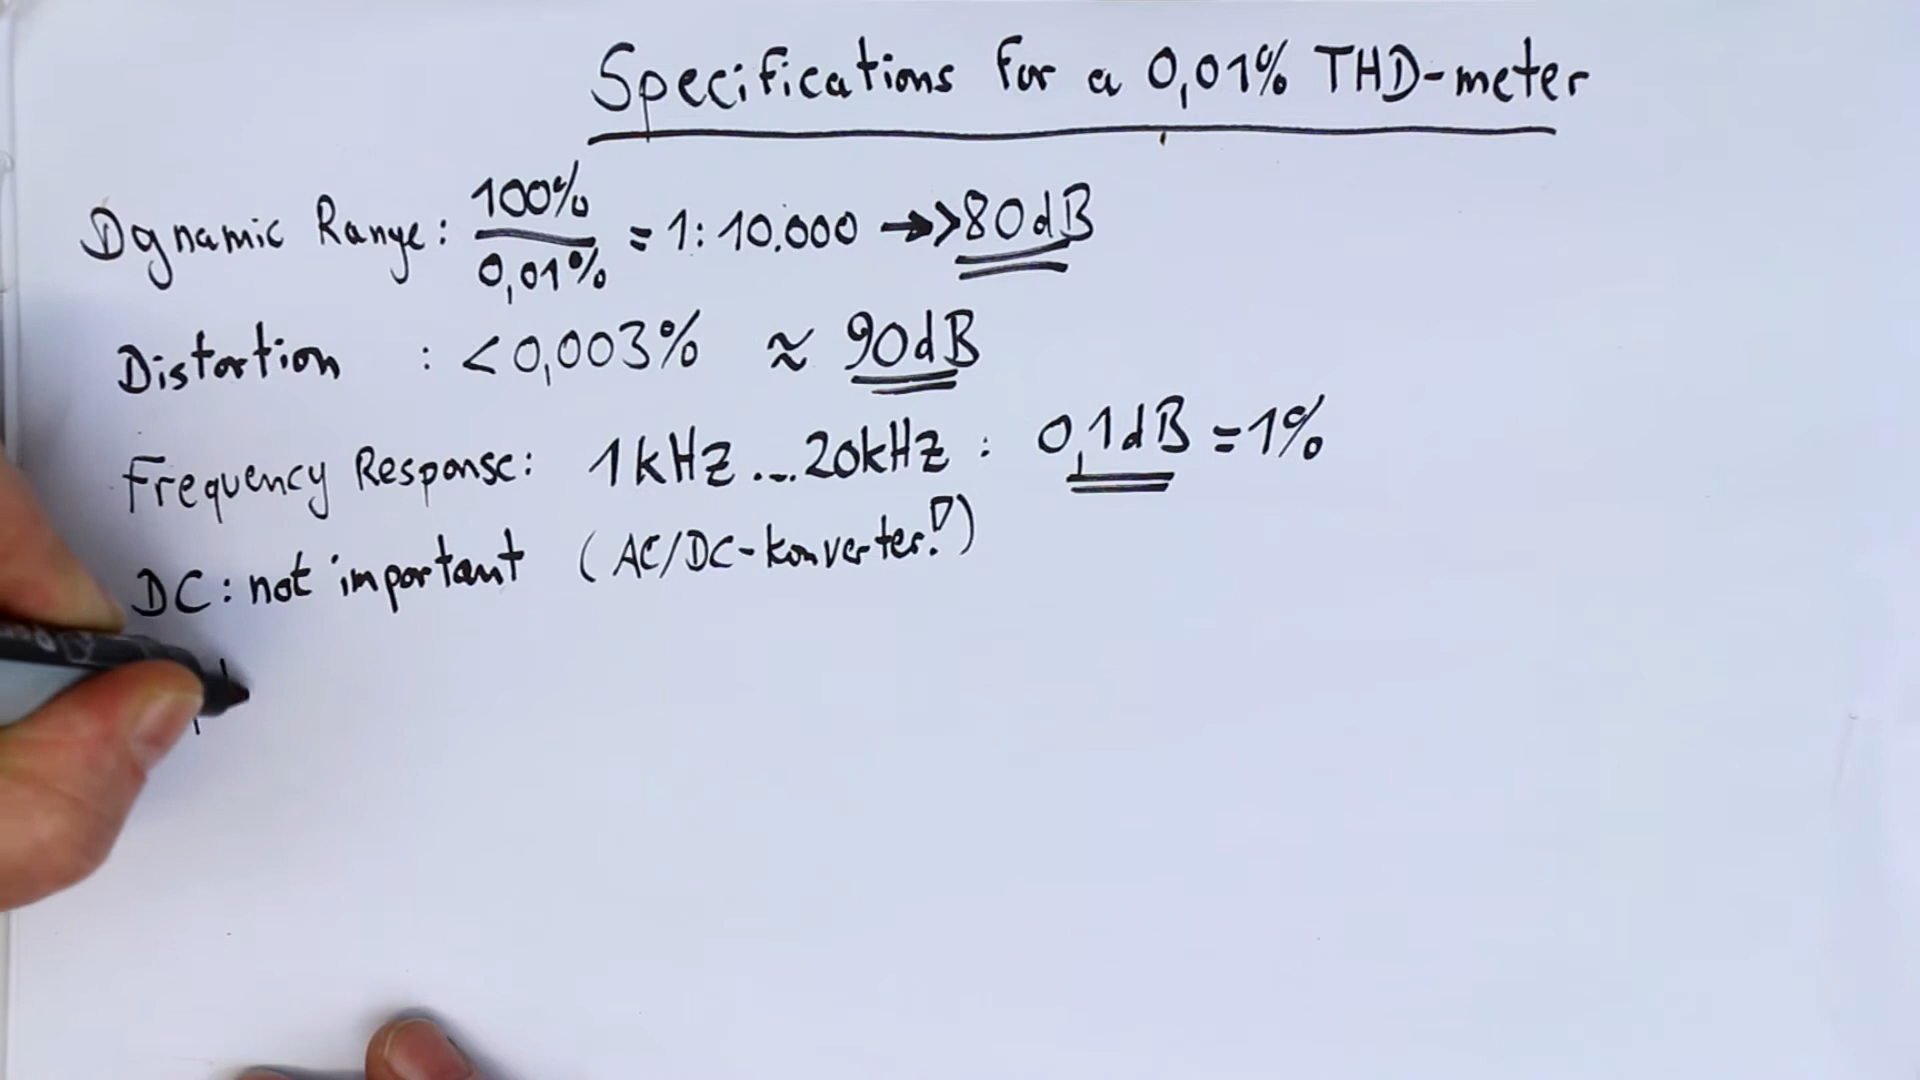 Specifications for a 0,01% THD-meter
Dynamic Range: 100% / 0,01% = 1:10.000 →>80dB
Distortion : <0,003% ≈ 90dB
Frequency Response: 1kHz...20kHz : 0,1dB =1%
DC: not important (AC/DC-konverter!)